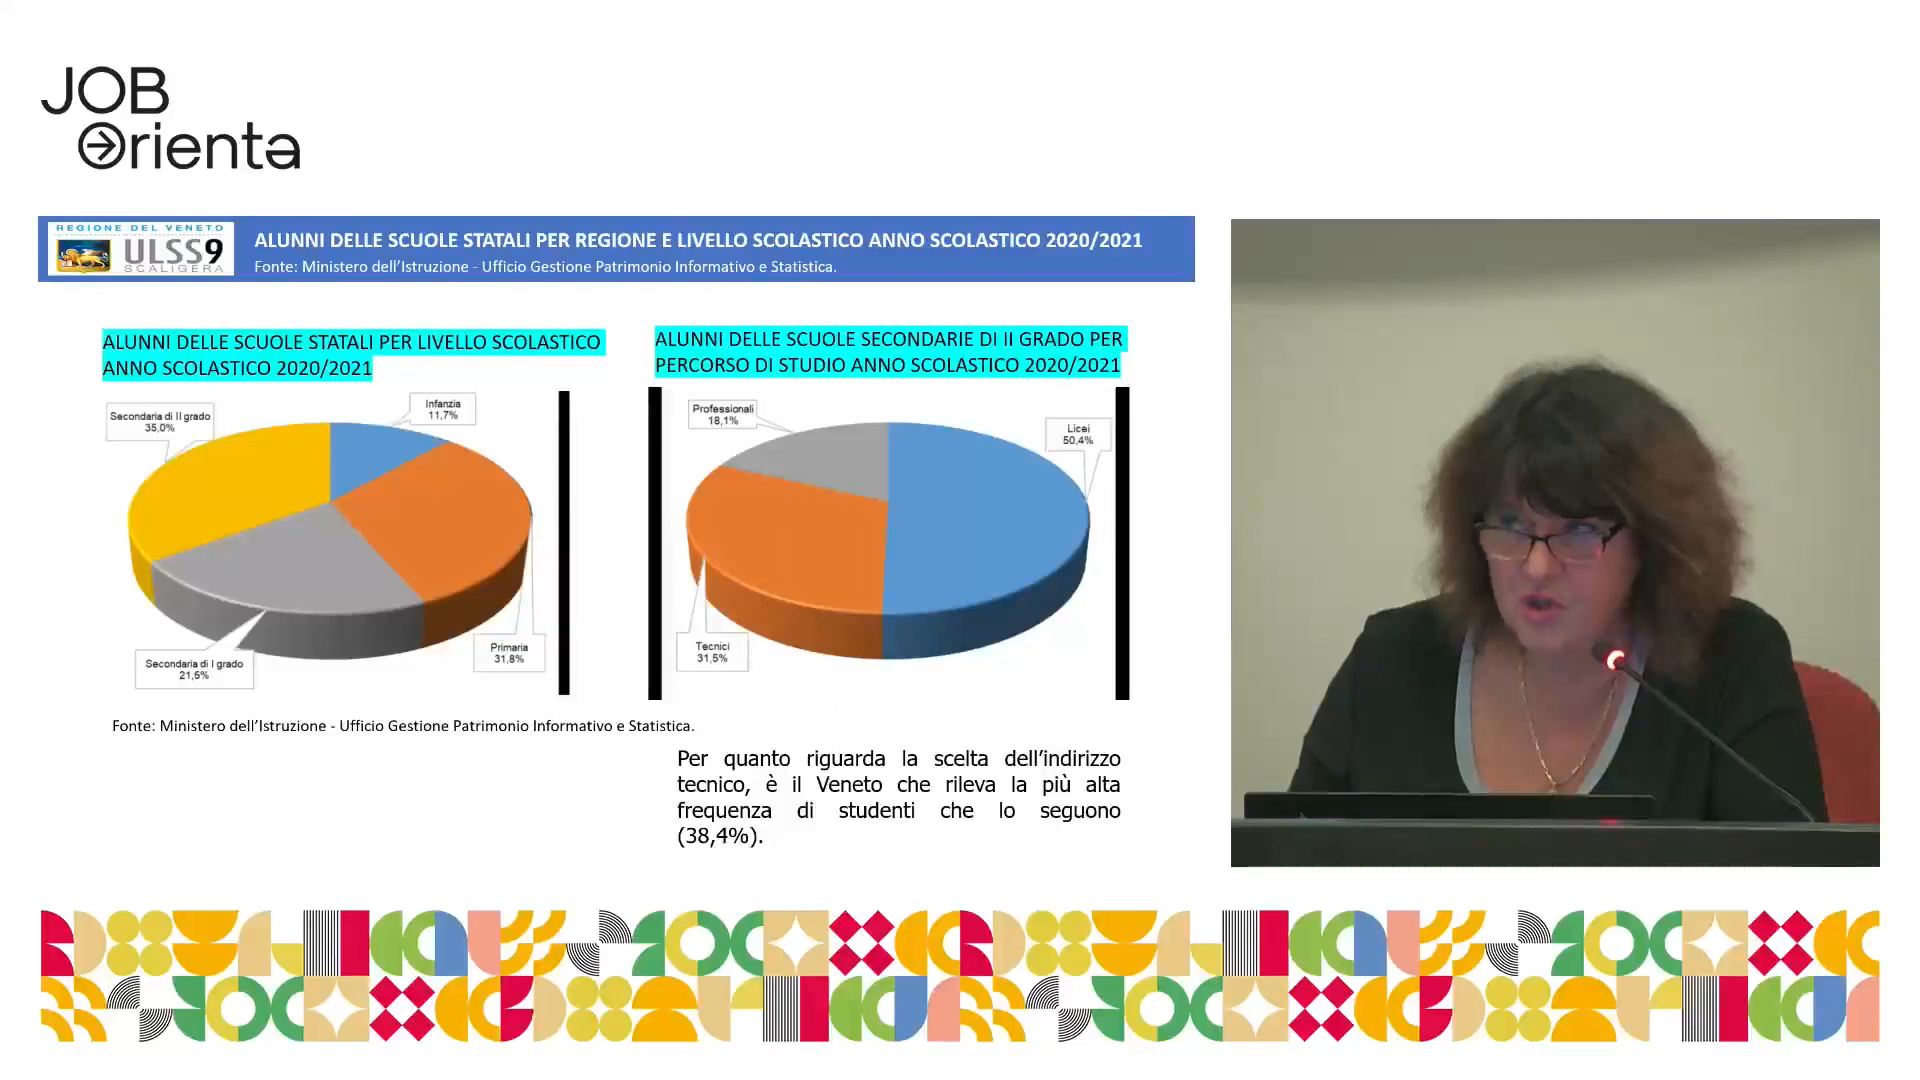 JOB
Orienta
REGIONE DEL VENETO
ULSS9
SCALIGERA
ALUNNI DELLE SCUOLE STATALI PER REGIONE E LIVELLO SCOLASTICO ANNO SCOLASTICO 2020/2021
Fonte: Ministero dell'Istruzione - Ufficio Gestione Patrimonio Informativo e Statistica.
ALUNNI DELLE SCUOLE STATALI PER LIVELLO SCOLASTICO
ANNO SCOLASTICO 2020/2021
Secondaria di II grado
35,0%
Infanzia
11,7%
Secondaria di I grado
21,5%
Primaria
31,8%
Fonte: Ministero dell'Istruzione - Ufficio Gestione Patrimonio Informativo e Statistica.
ALUNNI DELLE SCUOLE SECONDARIE DI II GRADO PER
PERCORSO DI STUDIO ANNO SCOLASTICO 2020/2021
Professionali
18,1%
Licei
50,4%
Tecnici
31,5%
Per quanto riguarda la scelta dell'indirizzo
tecnico, è il Veneto che rileva la più alta
frequenza di studenti che lo seguono
(38,4%).